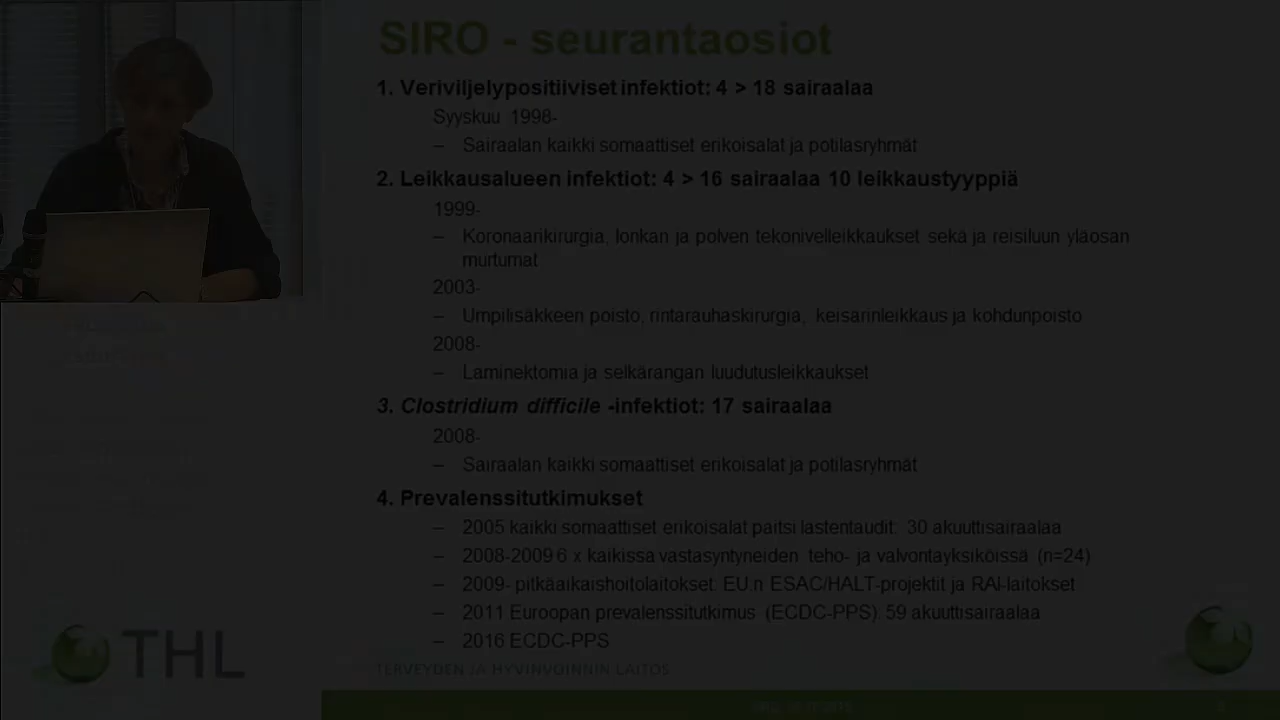 SIRO - seurantaosiot
1. Veriviljelypositiiviset infektiot: 4 > 18 sairaalaa
Syyskuu 1998-
– Sairaalan kaikki somaattiset erikoisalat ja potilasryhmät
2. Leikkausalueen infektiot: 4 > 16 sairaalaa 10 leikkaustyyppiä
1999-
– Koronaarikirurgia, lonkan ja polven tekonivelleikkaukset sekä ja reisiluun yläosan
murtumat
2003-
– Umpilisäkkeen poisto, rintarauhaskirurgia, keisarinleikkaus ja kohdunpoisto
2008-
– Laminektomia ja selkärangan luudutusleikkaukset
3. Clostridium difficile -infektiot: 17 sairaalaa
2008-
– Sairaalan kaikki somaattiset erikoisalat ja potilasryhmät
4. Prevalenssitutkimukset
– 2005 kaikki somaattiset erikoisalat paitsi lastentaudit: 30 akuuttisairaalaa
– 2008-2009 6 x kaikissa vastasyntyneiden teho- ja valvontayksiköissä (n=24)
– 2009- pitkäaikaishoitolaitokset: EU:n ESAC/HALT-projektit ja RAI-laitokset
– 2011 Euroopan prevalenssitutkimus (ECDC-PPS): 59 akuuttisairaalaa
– 2016 ECDC-PPS
THL
TERVEYDEN JA HYVINVOINNIN LAITOS